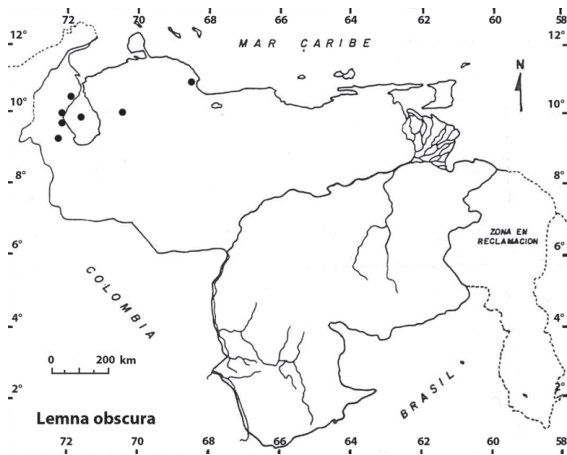 72 70 68 66 64 62 60 58
12° 12°
MAR CARIBE
N
10° 10°
8° 8°
ZONA EN
RECLAMACION
6° 6°
COLOMBIA
4° 4°
0 200 km
BRASIL
2° 2°
Lemna obscura
72 70 68 66 64 62 60 58